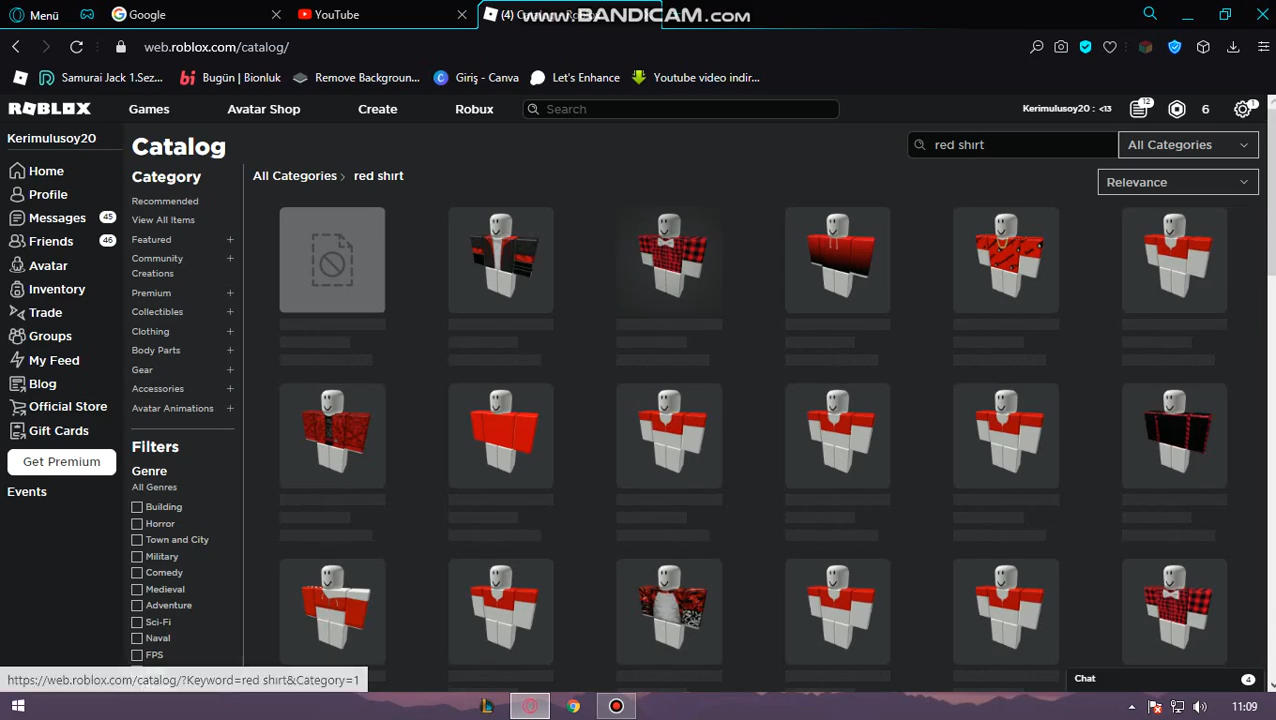 Menü
Google
YouTube
www.BANDICAM.com
web.roblox.com/catalog/
Samurai Jack 1.Sez...
Bugün | Bionluk
Remove Backgroun...
Giriş - Canva
Let's Enhance
Youtube video indir...
ROBLOX
Games
Avatar Shop
Create
Robux
Search
Kerimulusoy20 : <13
12
6
1
Kerimulusoy20
Home
Profile
Messages
45
Friends
46
Avatar
Inventory
Trade
Groups
My Feed
Blog
Official Store
Gift Cards
Get Premium
Events
Catalog
red shırt
All Categories
Category
All Categories
red shırt
Relevance
Recommended
View All Items
Featured +
Community +
Creations
Premium +
Collectibles +
Clothing +
Body Parts +
Gear +
Accessories +
Avatar Animations +
Filters
Genre
All Genres
Building
Horror
Town and City
Military
Comedy
Medieval
Adventure
Sci-Fi
Naval
FPS
https://web.roblox.com/catalog/?Keyword=red shırt&Category=1
Chat
4
11:09